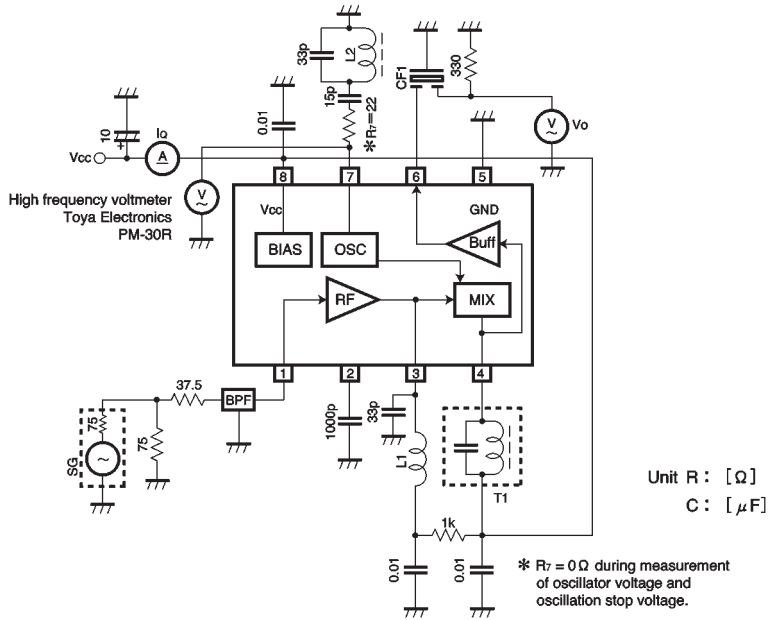 33p
L2
15p
*R7=22
0.01
CF1
330
V
Vo
10
+
IQ
Vcc
A
V
High frequency voltmeter
Toya Electronics
PM-30R
8
7
6
5
Vcc
GND
BIAS
OSC
Buff
RF
MIX
1
2
3
4
37.5
BPF
75
75
SG
1000p
33p
L1
T1
1k
0.01
0.01
Unit R : [Ω]
C : [μF]
* R7 = 0 Ω during measurement
of oscillator voltage and
oscillation stop voltage.